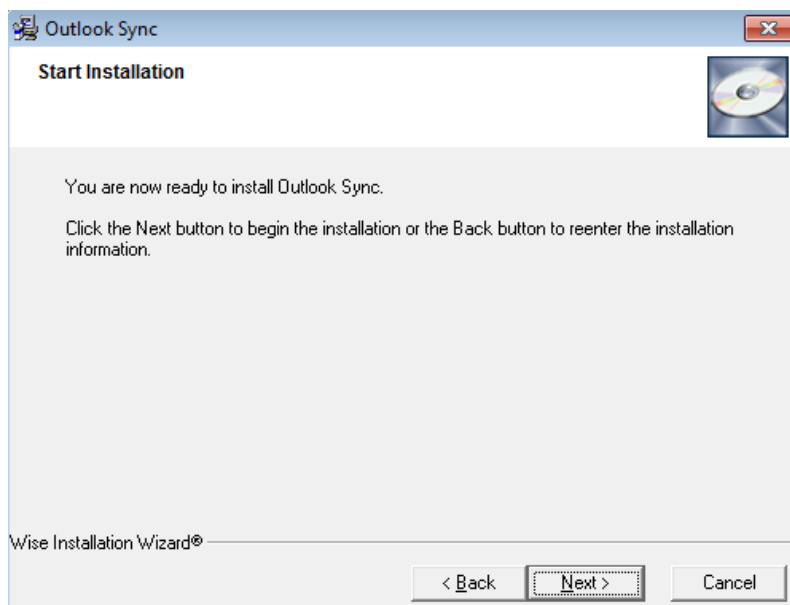 Outlook Sync
Start Installation
You are now ready to install Outlook Sync.
Click the Next button to begin the installation or the Back button to reenter the installation
information.
Wise Installation Wizard®
< Back
Next >
Cancel